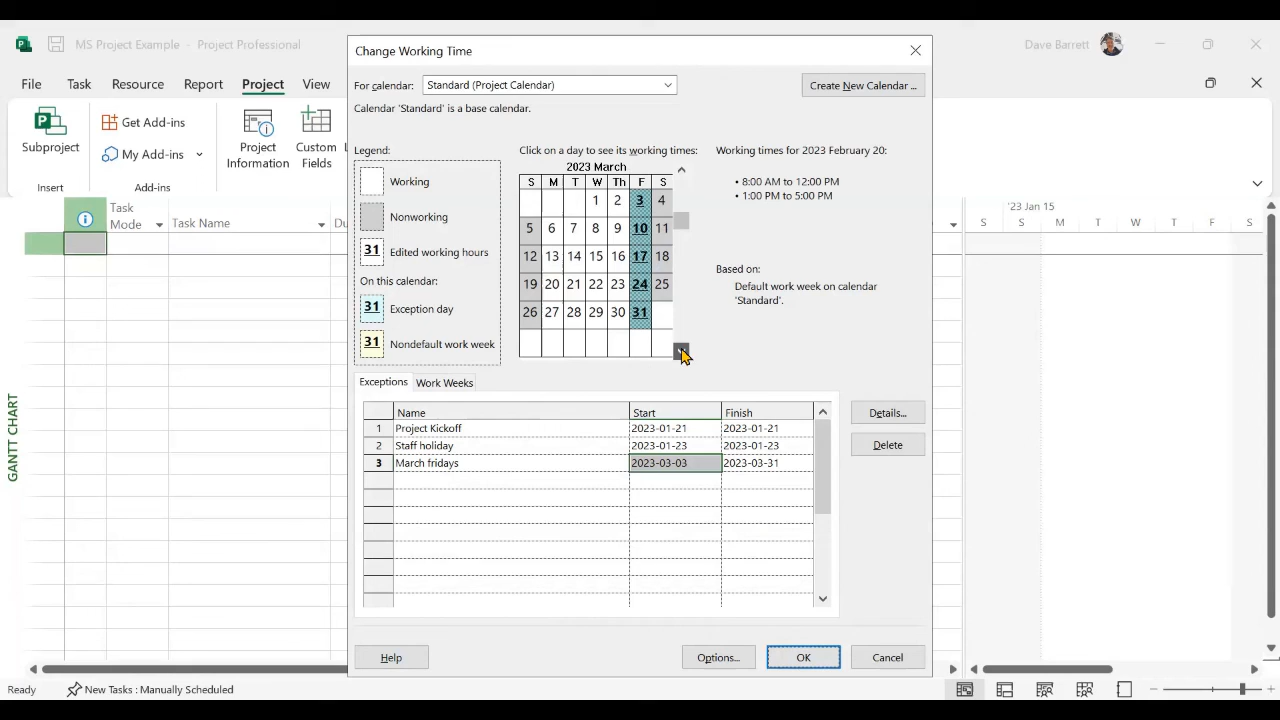 MS Project Example - Project Professional
Dave Barrett
File Task Resource Report Project View
Subproject
Insert
Get Add-ins
My Add-ins
Add-ins
Project
Information
Custom
Fields
Change Working Time
For calendar: Standard (Project Calendar)
Create New Calendar ...
Calendar 'Standard' is a base calendar.
Legend:
Working
Nonworking
31 Edited working hours
On this calendar:
31 Exception day
31 Nondefault work week
Click on a day to see its working times:
2023 March
S M T W Th F S
1 2 3 4
5 6 7 8 9 10 11
12 13 14 15 16 17 18
19 20 21 22 23 24 25
26 27 28 29 30 31
Working times for 2023 February 20:
• 8:00 AM to 12:00 PM
• 1:00 PM to 5:00 PM
Based on:
Default work week on calendar
'Standard'.
Exceptions Work Weeks
Name Start Finish
1 Project Kickoff 2023-01-21 2023-01-21
2 Staff holiday 2023-01-23 2023-01-23
3 March fridays 2023-03-03 2023-03-31
Details...
Delete
Help Options... OK Cancel
Task
Mode
Task Name
Du
'23 Jan 15
S S M T W T F S
GANTT CHART
Ready New Tasks : Manually Scheduled